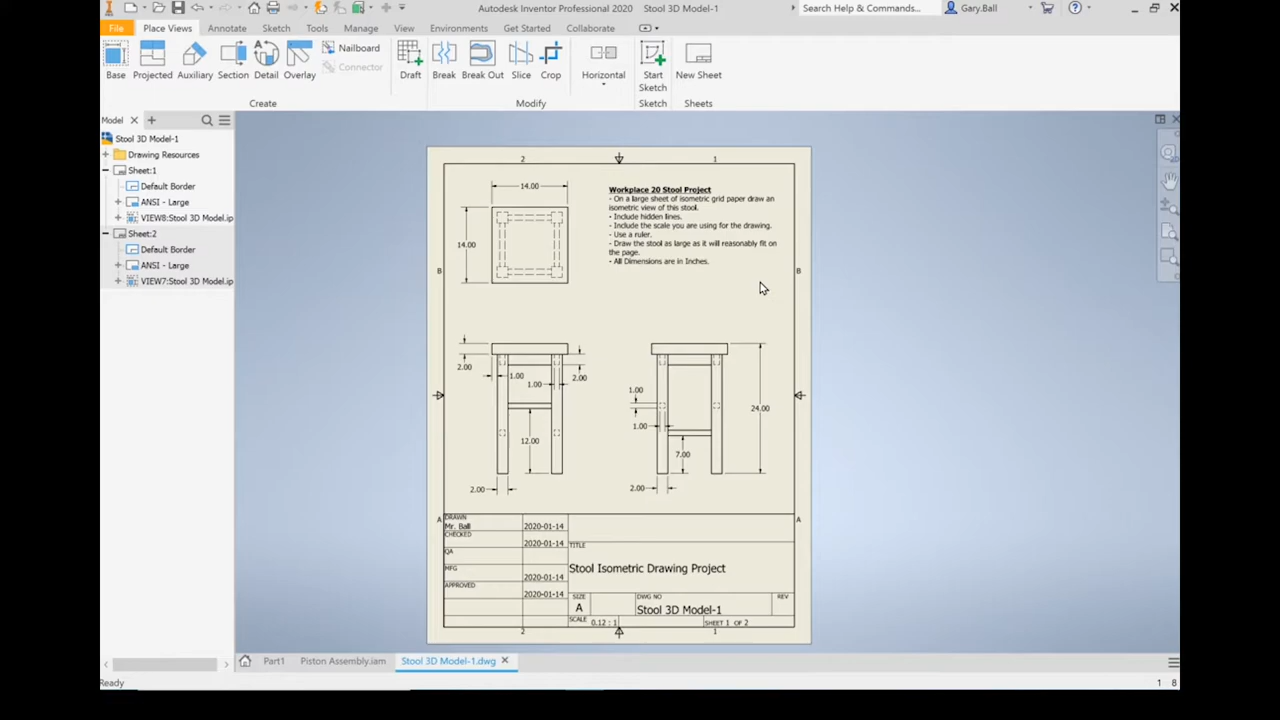 Autodesk Inventor Professional 2020 Stool 3D Model-1
Search Help & Commands...
Gary.Ball
File Place Views Annotate Sketch Tools Manage View Environments Get Started Collaborate
Base Projected Auxiliary Section Detail Overlay
Nailboard
Connector
Draft
Break Break Out Slice Crop
Horizontal
Start
Sketch
New Sheet
Create
Modify
Sketch
Sheets
Model
Stool 3D Model-1
Drawing Resources
Sheet:1
Default Border
ANSI - Large
VIEW8:Stool 3D Model.ip
Sheet:2
Default Border
ANSI - Large
VIEW7:Stool 3D Model.ip
2
1
14.00
14.00
B
B
Workplace 20 Stool Project
- On a large sheet of isometric grid paper draw an
isometric view of this stool.
- Include hidden lines.
- Include the scale you are using for the drawing.
- Use a ruler.
- Draw the stool as large as it will reasonably fit on
the page.
- All Dimensions are in Inches.
2.00
1.00
1.00
2.00
12.00
2.00
1.00
1.00
24.00
7.00
2.00
A
A
DRAWN
Mr. Ball
2020-01-14
CHECKED
2020-01-14
QA
MFG
2020-01-14
APPROVED
2020-01-14
TITLE
Stool Isometric Drawing Project
SIZE
A
DWG NO
Stool 3D Model-1
REV
SCALE
0.12 : 1
SHEET 1 OF 2
2
1
Part1 Piston Assembly.iam Stool 3D Model-1.dwg
Ready
1 8